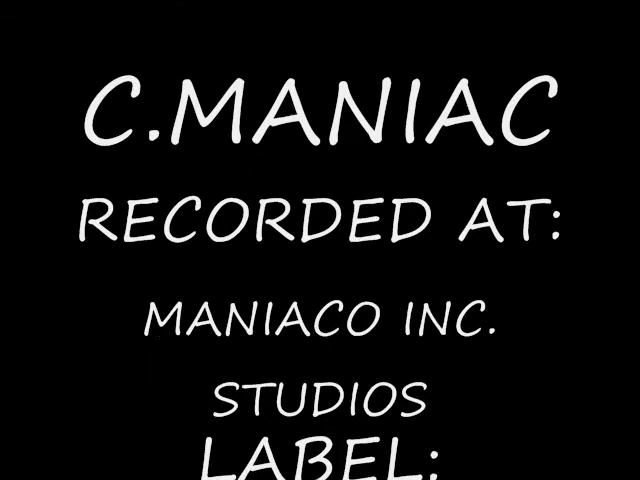 C.MANIAC
RECORDED AT:
MANIACO INC.
STUDIOS
LABEL: